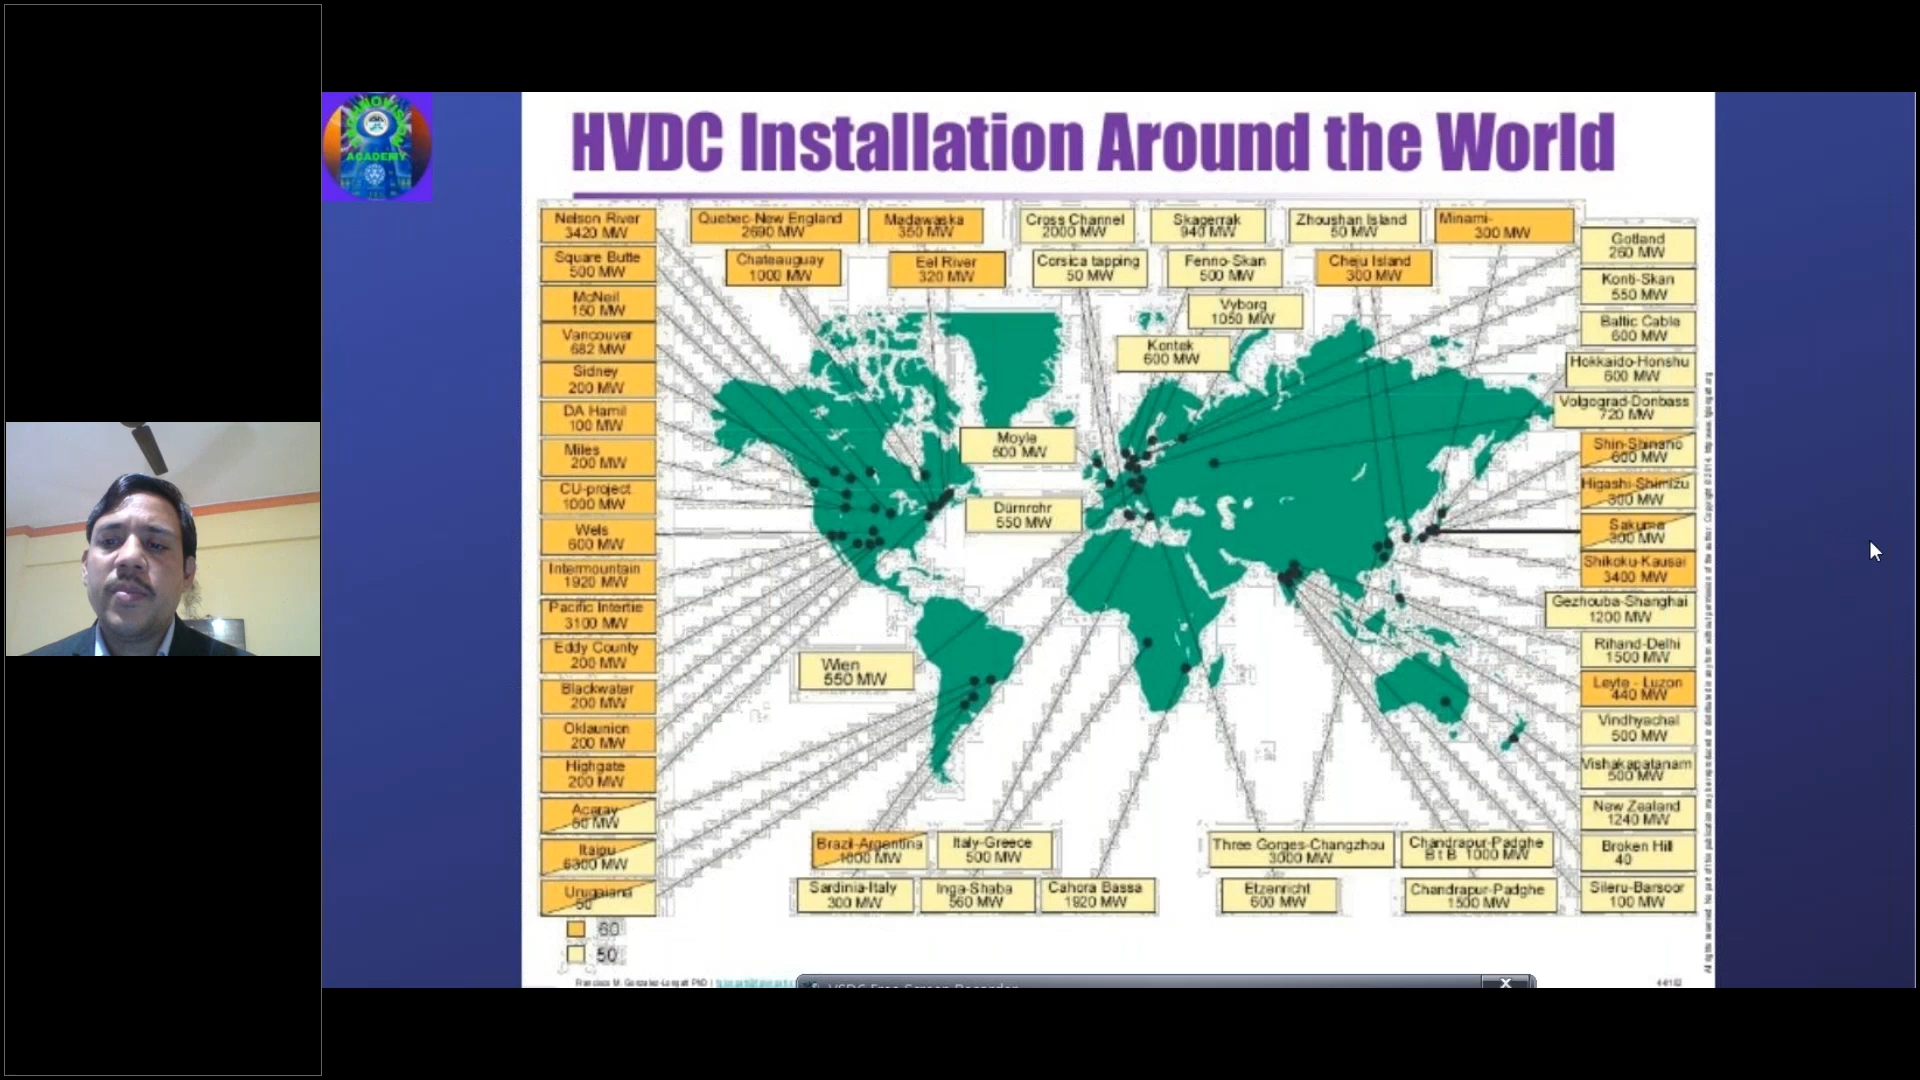 ACADEMY
HVDC Installation Around the World
Nelson River
3420 MW
Square Butte
500 MW
McNeil
150 MW
Vancouver
682 MW
Sidney
200 MW
DA Hamil
100 MW
Miles
200 MW
CU-project
1000 MW
Wels
600 MW
Intermountain
1920 MW
Pacific Intertie
3100 MW
Eddy County
200 MW
Blackwater
200 MW
Oklaunion
200 MW
Highgate
200 MW
Acaray
50 MW
Itaipu
6300 MW
Urugaiana
50
60
50
Quebec-New England
2690 MW
Madawaska
350 MW
Chateauguay
1000 MW
Eel River
320 MW
Cross Channel
2000 MW
Skagerrak
940 MW
Zhoushan Island
50 MW
Minami-
300 MW
Corsica tapping
50 MW
Fenno-Skan
500 MW
Cheju Island
300 MW
Vyborg
1050 MW
Kontek
600 MW
Moyle
500 MW
Dürnrohr
550 MW
Wien
550 MW
Gotland
260 MW
Konti-Skan
550 MW
Baltic Cable
600 MW
Hokkaido-Honshu
600 MW
Volgograd-Donbass
720 MW
Shin-Shinano
600 MW
Higashi-Shimizu
300 MW
Sakuma
300 MW
Shikoku-Kausai
3400 MW
Gezhouba-Shanghai
1200 MW
Rihand-Delhi
1500 MW
Leyte - Luzon
440 MW
Vindhyachal
500 MW
Vishakapatanam
500 MW
New Zealand
1240 MW
Broken Hill
40
Sileru-Barsoor
100 MW
Brazil-Argentina
1000 MW
Italy-Greece
500 MW
Three Gorges-Changzhou
3000 MW
Chandrapur-Padghe
B t B 1000 MW
Sardinia-Italy
300 MW
Inga-Shaba
560 MW
Cahora Bassa
1920 MW
Etzenricht
600 MW
Chandrapur-Padghe
1500 MW
Francisco M. Gonzalez-Longatt PhD |